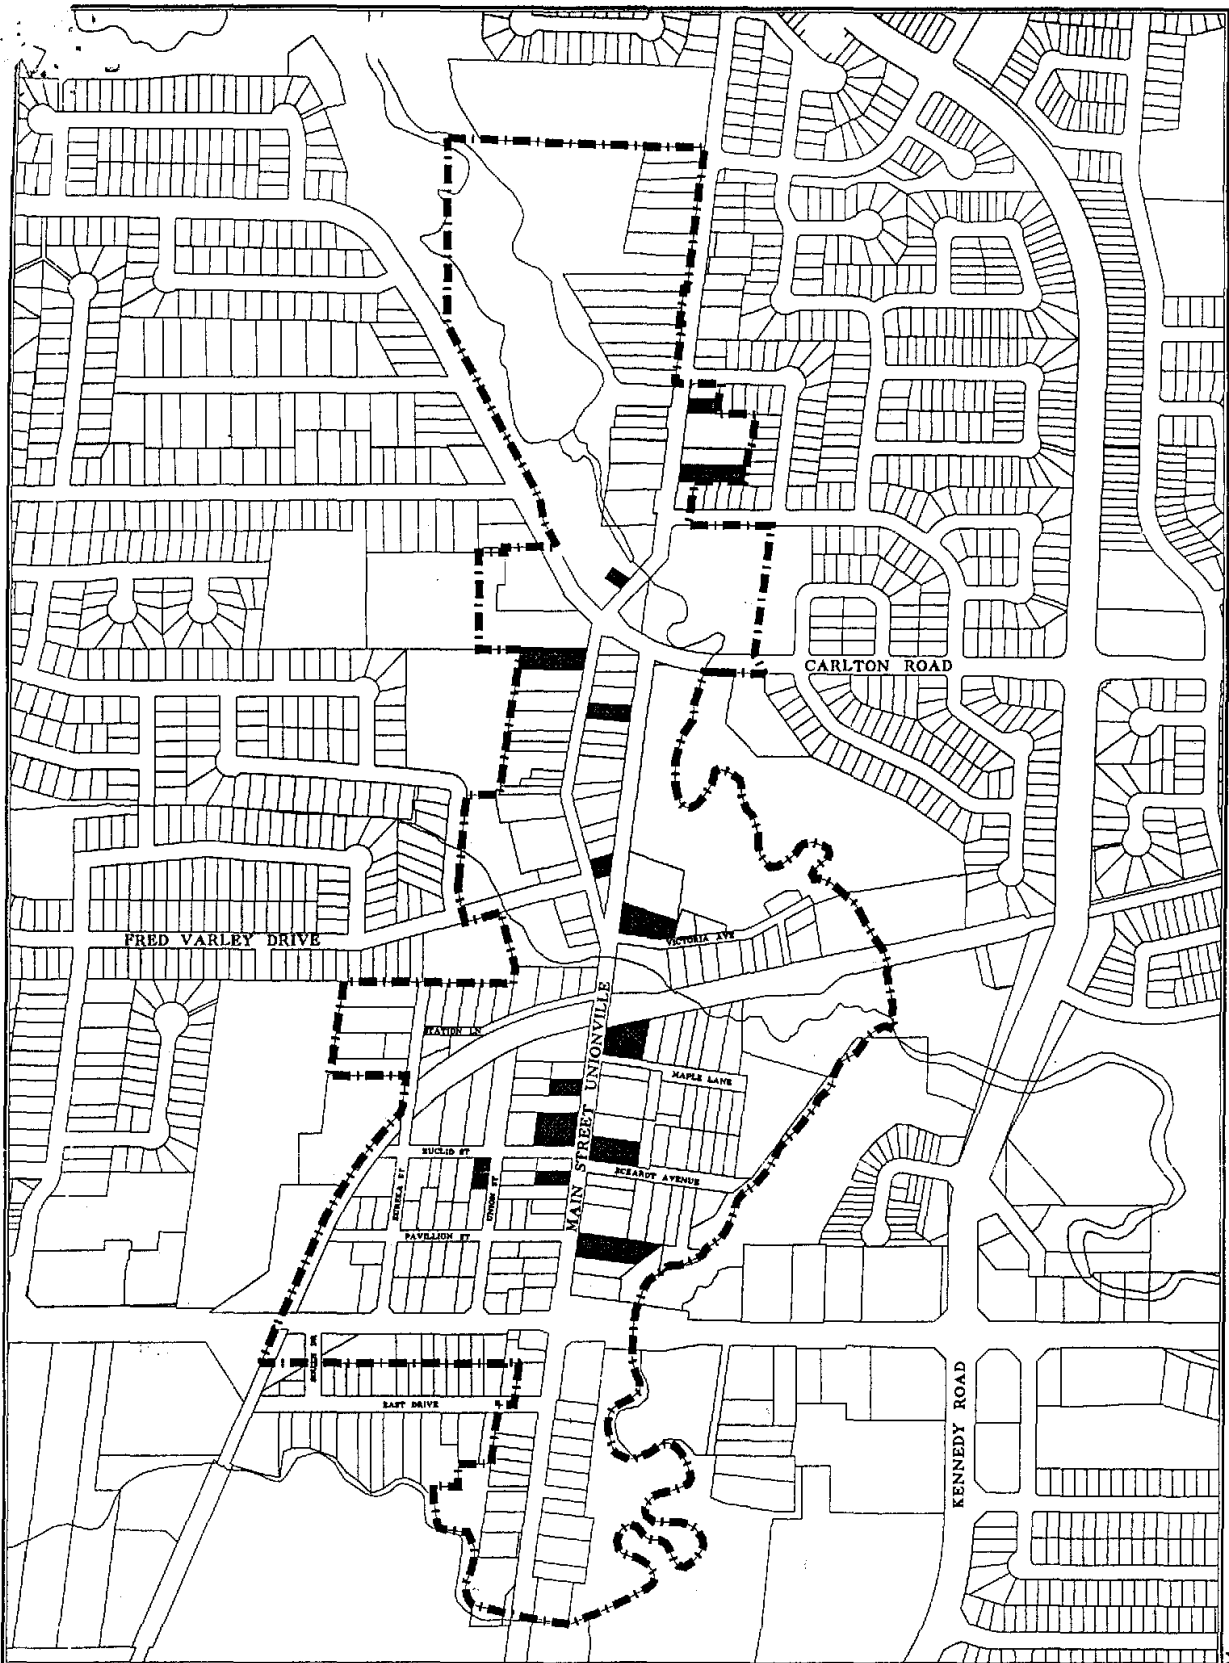 CARLTON ROAD
FRED VARLEY DRIVE
VICTORIA AVE
STATION LN
MAIN STREET UNIONVILLE
MAPLE LANE
EUCLID ST
ECKARDT AVENUE
EUREKA ST
UNION ST
PAVILLION ST
EAST DRIVE
KENNEDY ROAD